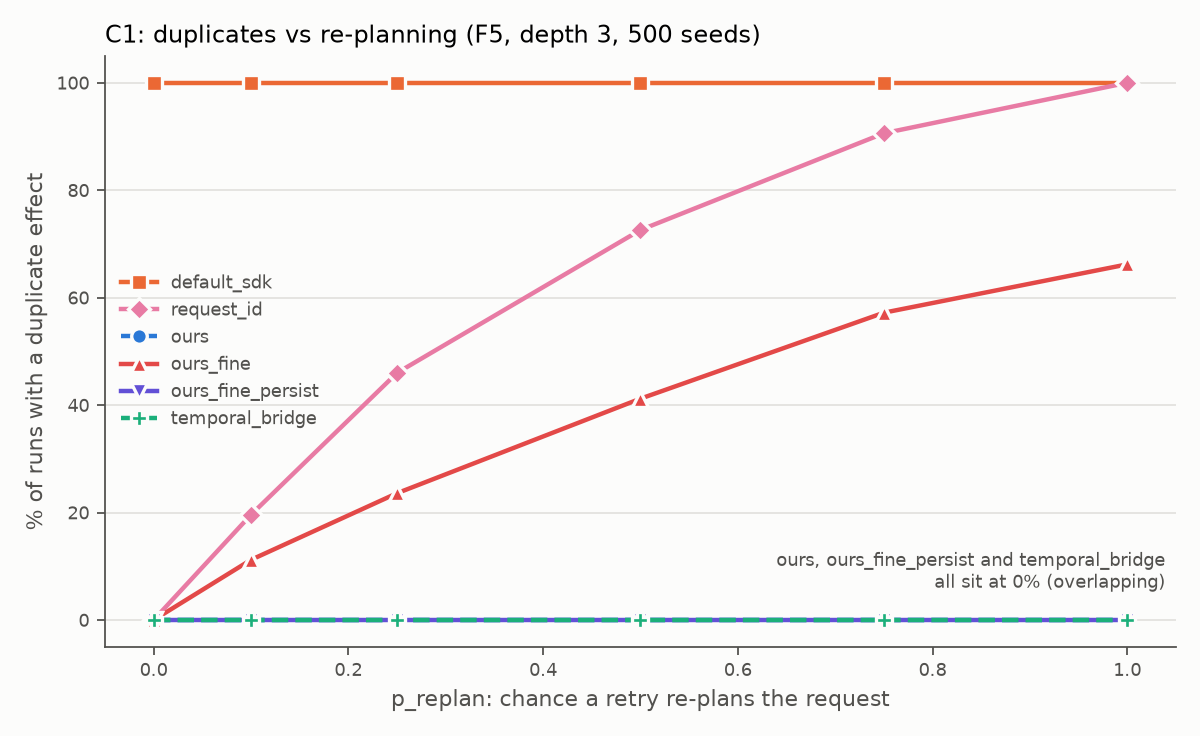 C1: duplicates vs re-planning (F5, depth 3, 500 seeds)
% of runs with a duplicate effect
100
80
60
40
20
0
default_sdk
request_id
ours
ours_fine
ours_fine_persist
temporal_bridge
ours, ours_fine_persist and temporal_bridge
all sit at 0% (overlapping)
0.0
0.2
0.4
0.6
0.8
1.0
p_replan: chance a retry re-plans the request